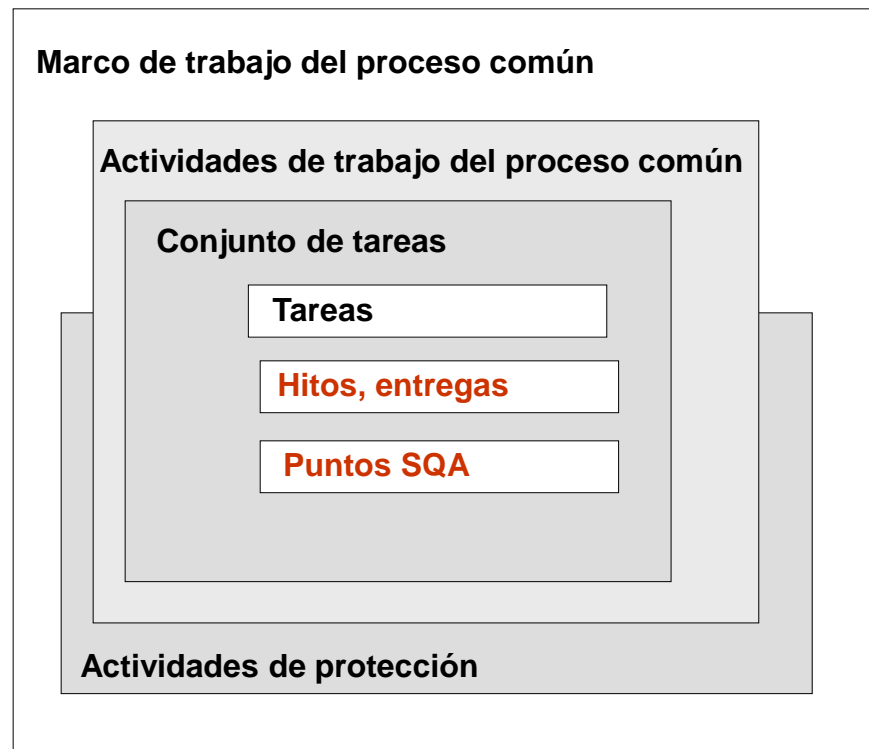 Marco de trabajo del proceso común
Actividades de trabajo del proceso común
Conjunto de tareas
Tareas
Hitos, entregas
Puntos SQA
Actividades de protección